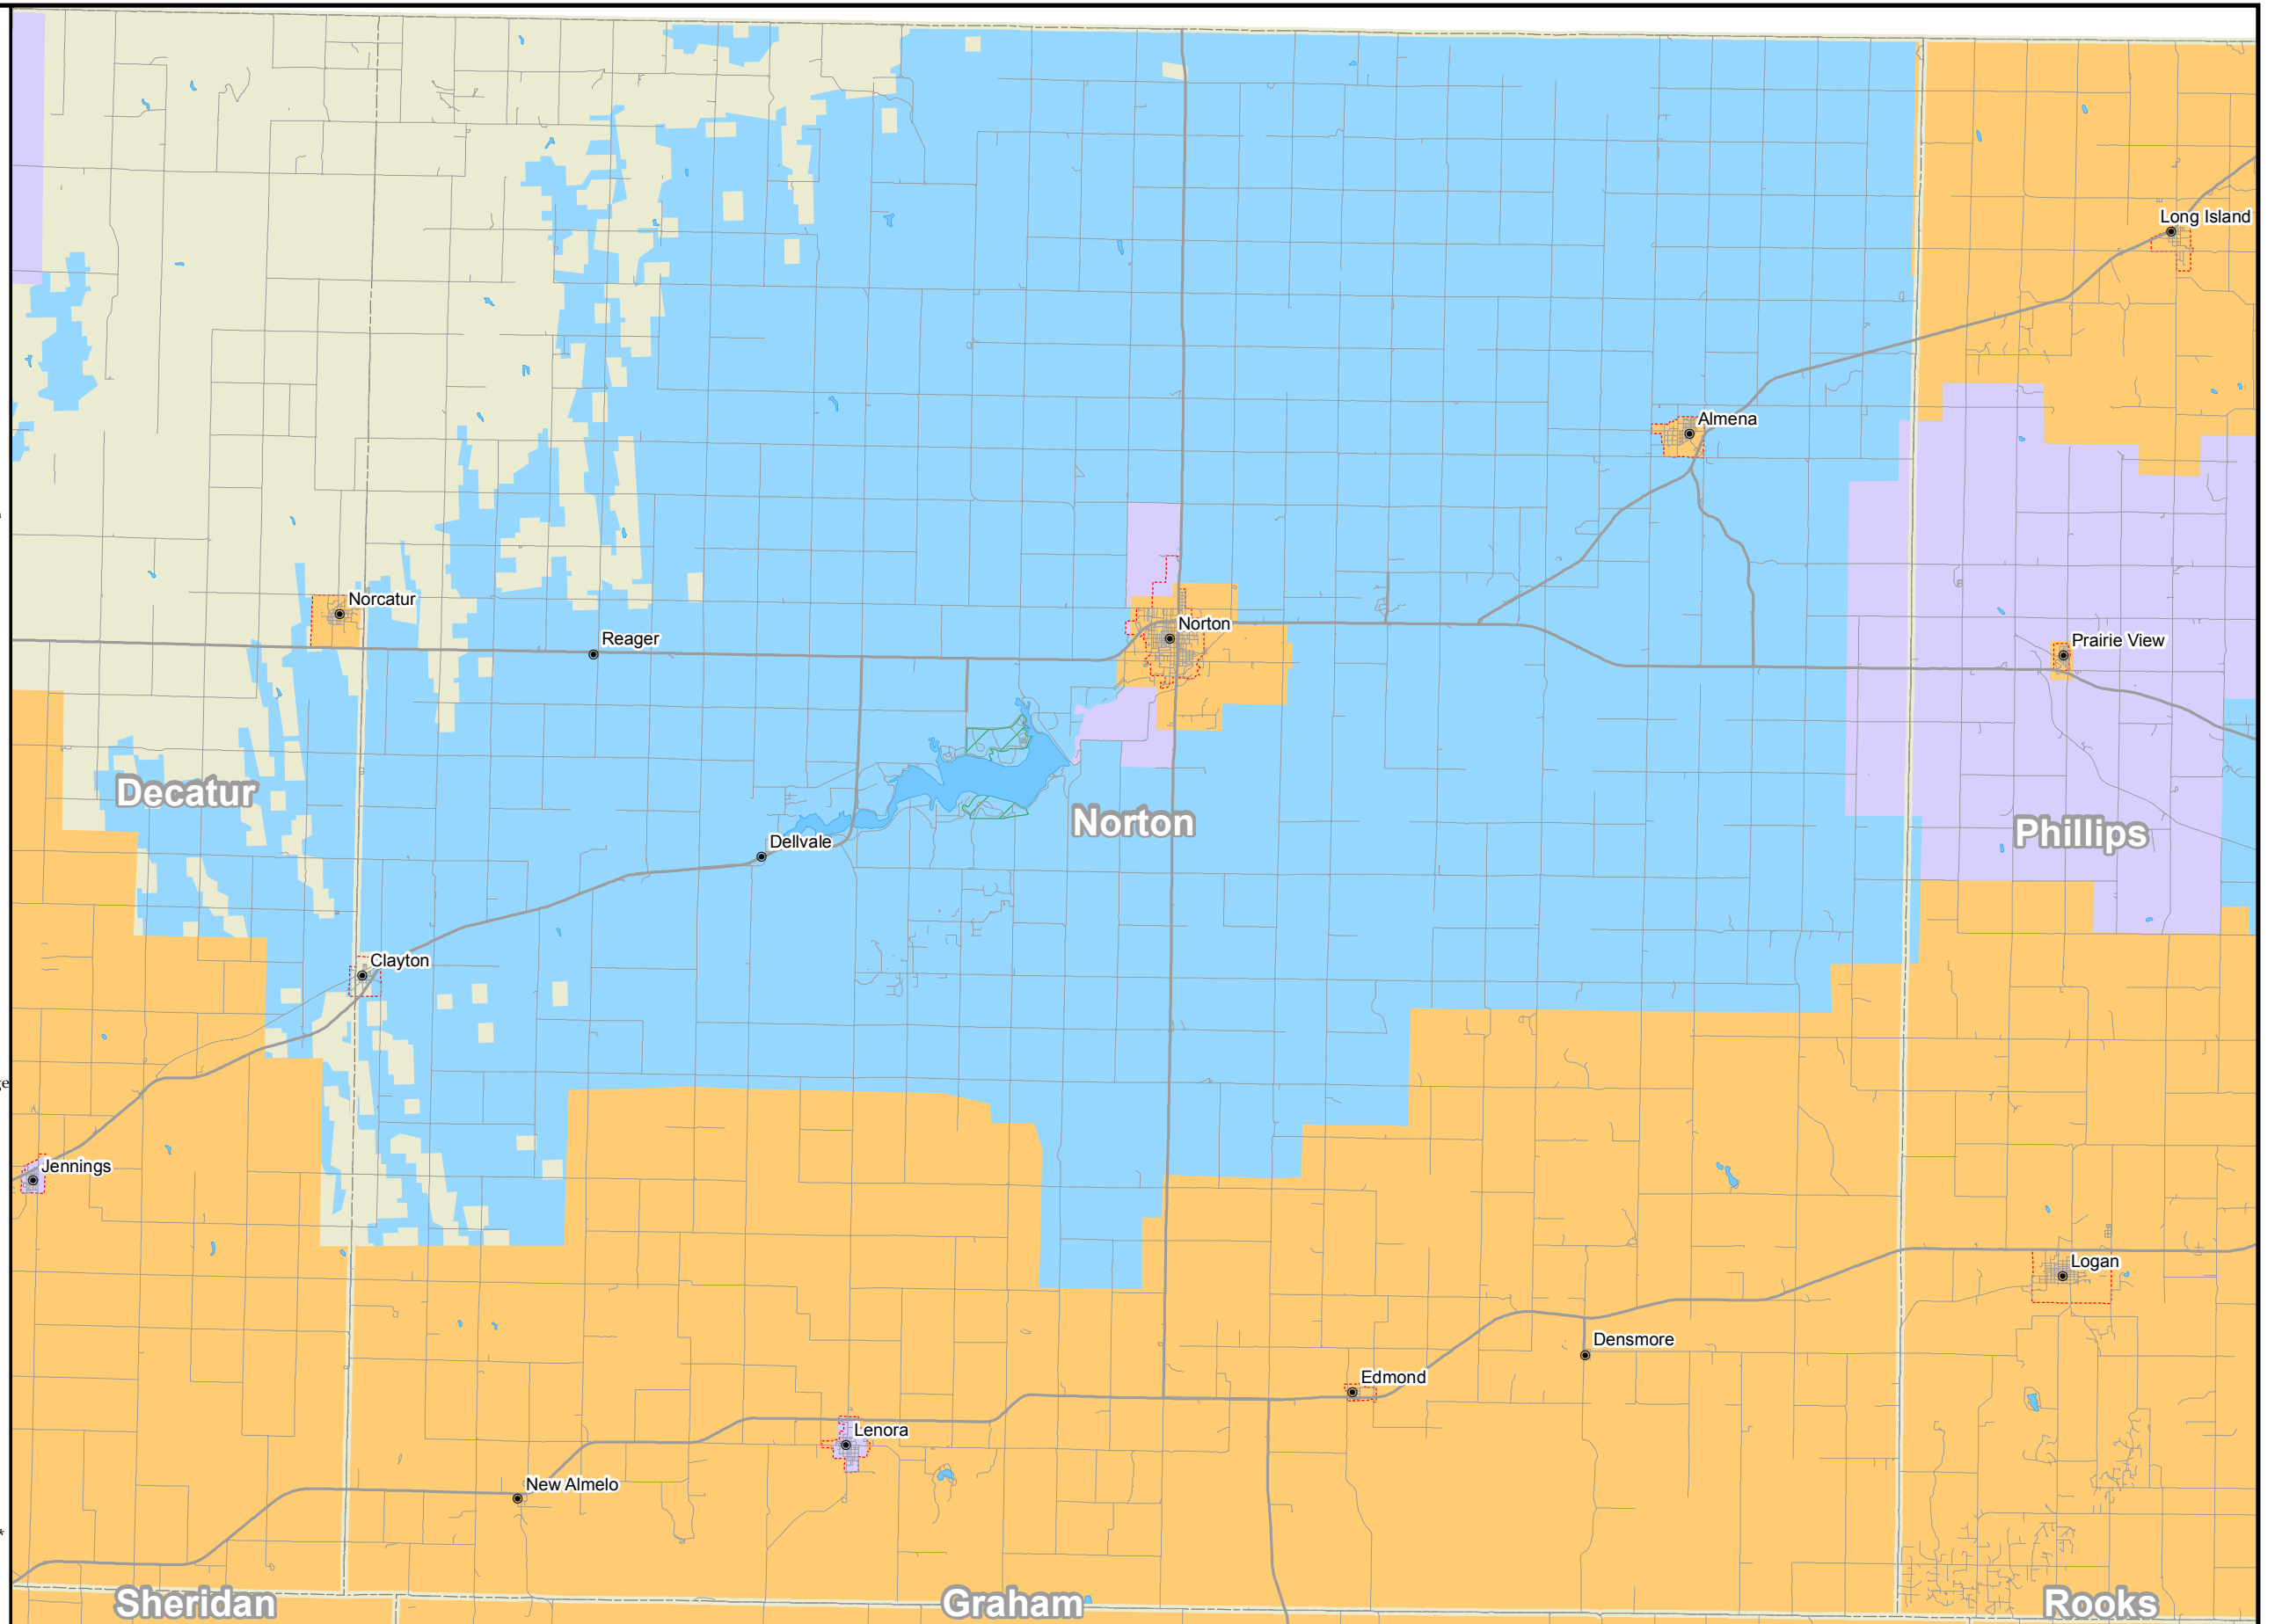 Long Island
Almena
Norcatur
Norton
Reager
Prairie View
Decatur
Norton
Phillips
Dellvale
Clayton
Jennings
Logan
Densmore
Edmond
Lenora
New Almelo
Sheridan
Graham
Rooks
*